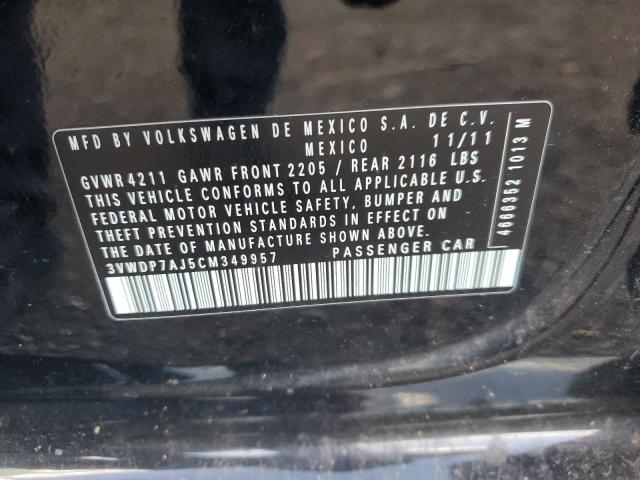 MFD BY VOLKSWAGEN DE MEXICO S.A. DE C.V.
MEXICO 11/11
GVWR 4211 GAWR FRONT 2205 / REAR 2116 LBS
THIS VEHICLE CONFORMS TO ALL APPLICABLE U.S.
FEDERAL MOTOR VEHICLE SAFETY, BUMPER AND
THEFT PREVENTION STANDARDS IN EFFECT ON
THE DATE OF MANUFACTURE SHOWN ABOVE.
3VWDP7AJ5CM349957 PASSENGER CAR
4666352 1013 M